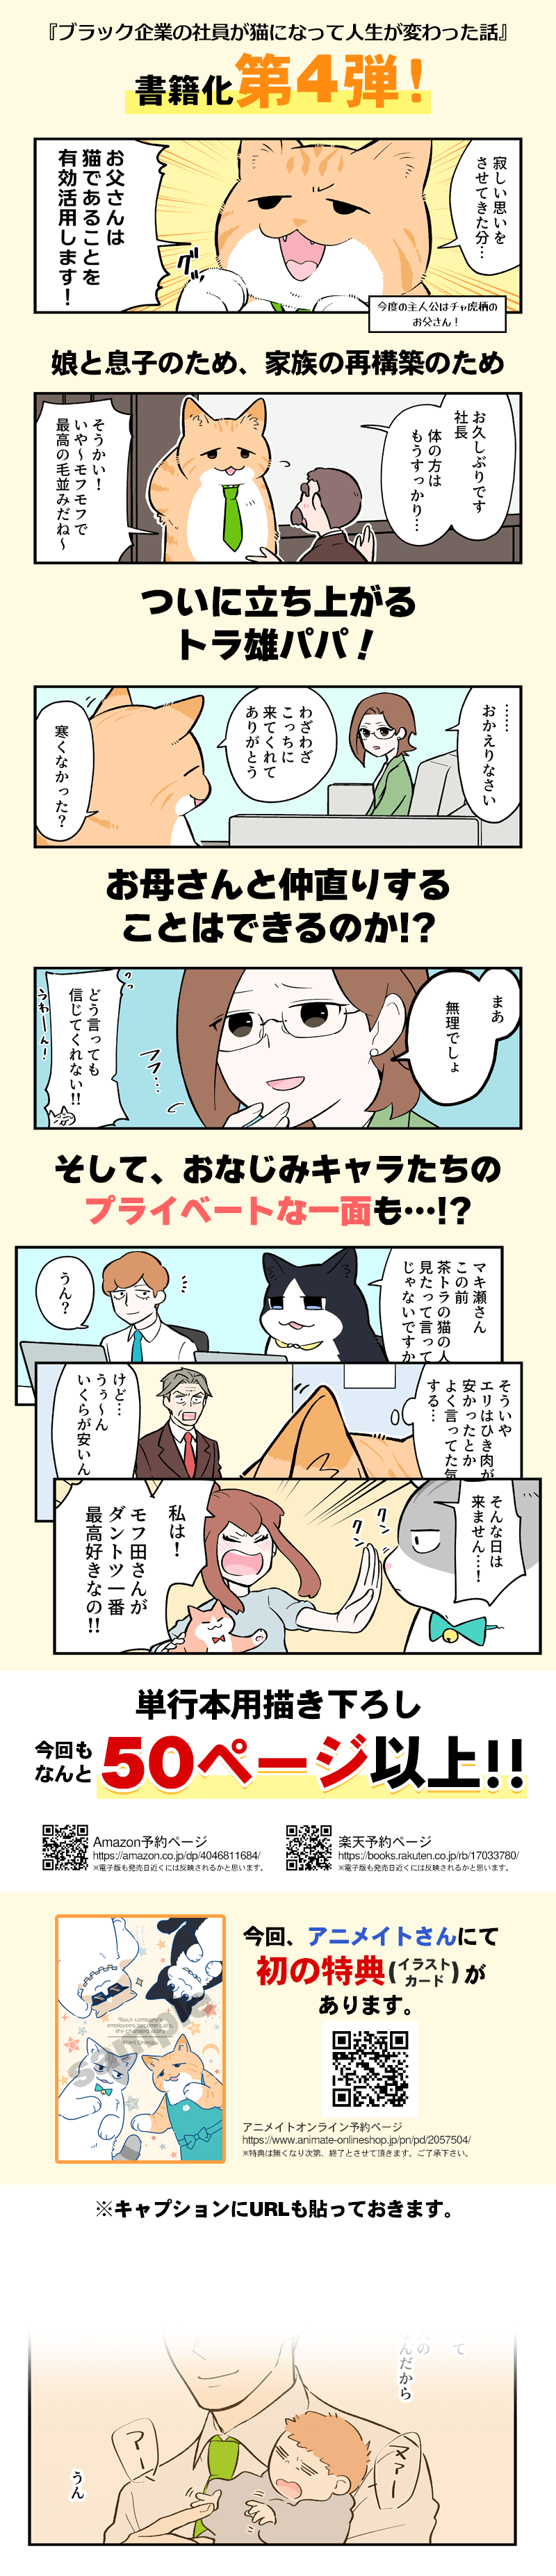 『ブラック企業の社員が猫になって人生が変わった話』
書籍化第4弾!
寂しい思いを
させてきた分…
お父さんは
猫であることを
有効活用します!
グッ
今度の主人公はチャ虎柄の
お父さん!
娘と息子のため、家族の再構築のため
お久しぶりです
社長
体の方は
もうすっかり…
そうかい!
いや〜モフモフで
最高の毛並みだね〜
ついに立ち上がる
トラ雄パパ!
……
おかえりなさい
わざわざ
こっちに
来てくれて
ありがとう
寒くなかった?
お母さんと仲直りする
ことはできるのか!?
まあ
無理でしょ
フフ…
どう言っても
信じてくれない!!
うわーん!
そして、おなじみキャラたちの
プライベートな一面も…!?
マキ瀬さん
この前
茶トラの猫の人
見たって言って
じゃないですか
うん?
そういや
エリはひき肉が
安かったとか
よく言ってた気
する…
けど…
うぅ〜ん
いくらが安いん
そんな日は
来ません…!
クンクン
私は!
モフ田さんが
ダントツ一番
最高好きなの!!
単行本用描き下ろし
今回も
なんと
50ページ以上!!
Amazon予約ページ
https://amazon.co.jp/dp/4046811684/
※電子版も発売日近くには反映されるかと思います。
楽天予約ページ
https://books.rakuten.co.jp/rb/17033780/
※電子版も発売日近くには反映されるかと思います。
今回、アニメイトさんにて
初の特典(イラストカード)が
あります。
sample
アニメイトオンライン予約ページ
https://www.animate-onlineshop.jp/pn/pd/2057504/
※特典は無くなり次第、終了とさせて頂きます。ご了承下さい。
※キャプションにURLも貼っておきます。
って
んだから
アー
うん